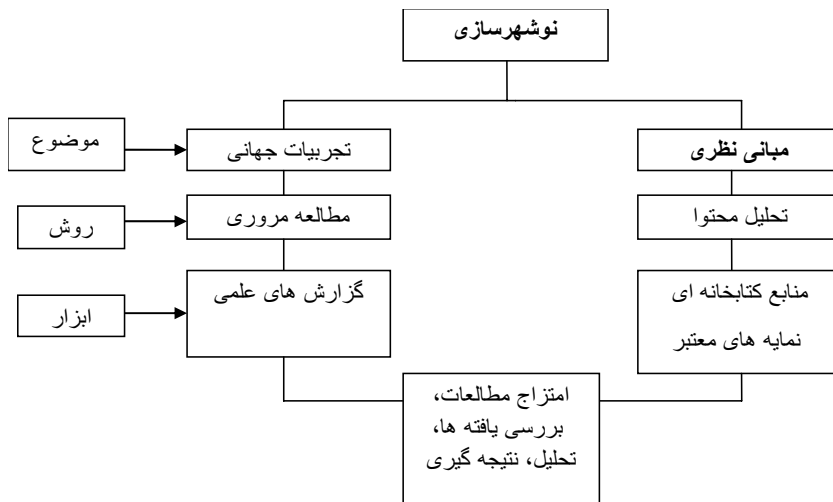 نوشهرسازی
مبانی نظری
تجربیات جهانی
موضوع
تحلیل محتوا
مطالعه مروری
روش
منابع کتابخانه ای
نمایه های معتبر
گزارش های علمی
ابزار
امتزاج مطالعات،
بررسی یافته ها،
تحلیل، نتیجه گیری